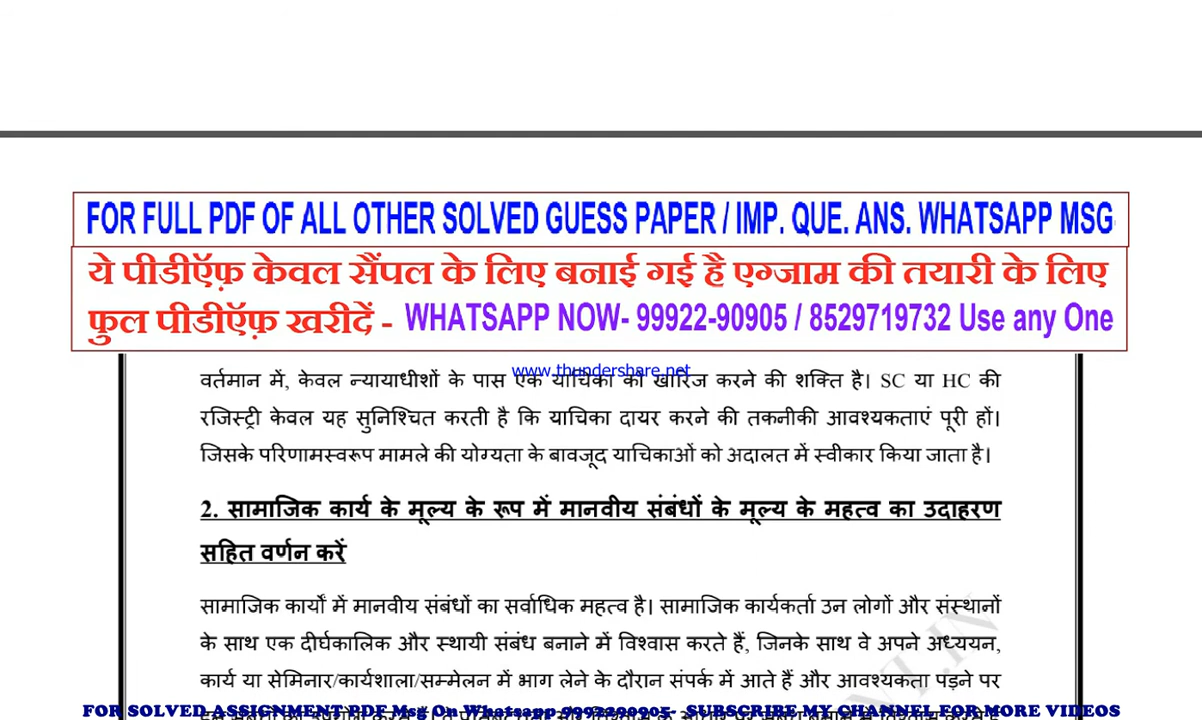 FOR FULL PDF OF ALL OTHER SOLVED GUESS PAPER / IMP. QUE. ANS. WHATSAPP MSG
ये पीडीऍफ़ केवल सैंपल के लिए बनाई गई है एग्जाम की तयारी के लिए
फुल पीडीऍफ़ खरीदें - WHATSAPP NOW- 99922-90905 / 8529719732 Use any One
www.thundershare.net
वर्तमान में, केवल न्यायाधीशों के पास एक याचिका को खारिज करने की शक्ति है। SC या HC की
रजिस्ट्री केवल यह सुनिश्चित करती है कि याचिका दायर करने की तकनीकी आवश्यकताएं पूरी हों।
जिसके परिणामस्वरूप मामले की योग्यता के बावजूद याचिकाओं को अदालत में स्वीकार किया जाता है।
2. सामाजिक कार्य के मूल्य के रूप में मानवीय संबंधों के मूल्य के महत्व का उदाहरण
सहित वर्णन करें
सामाजिक कार्यों में मानवीय संबंधों का सर्वाधिक महत्व है। सामाजिक कार्यकर्ता उन लोगों और संस्थानों
के साथ एक दीर्घकालिक और स्थायी संबंध बनाने में विश्वास करते हैं, जिनके साथ वे अपने अध्ययन,
कार्य या सेमिनार/कार्यशाला/सम्मेलन में भाग लेने के दौरान संपर्क में आते हैं और आवश्यकता पड़ने पर
FOR SOLVED ASSIGNMENT PDF Msg On Whatsapp 9992290905- SUBSCRIBE MY CHANNEL FOR MORE VIDEOS